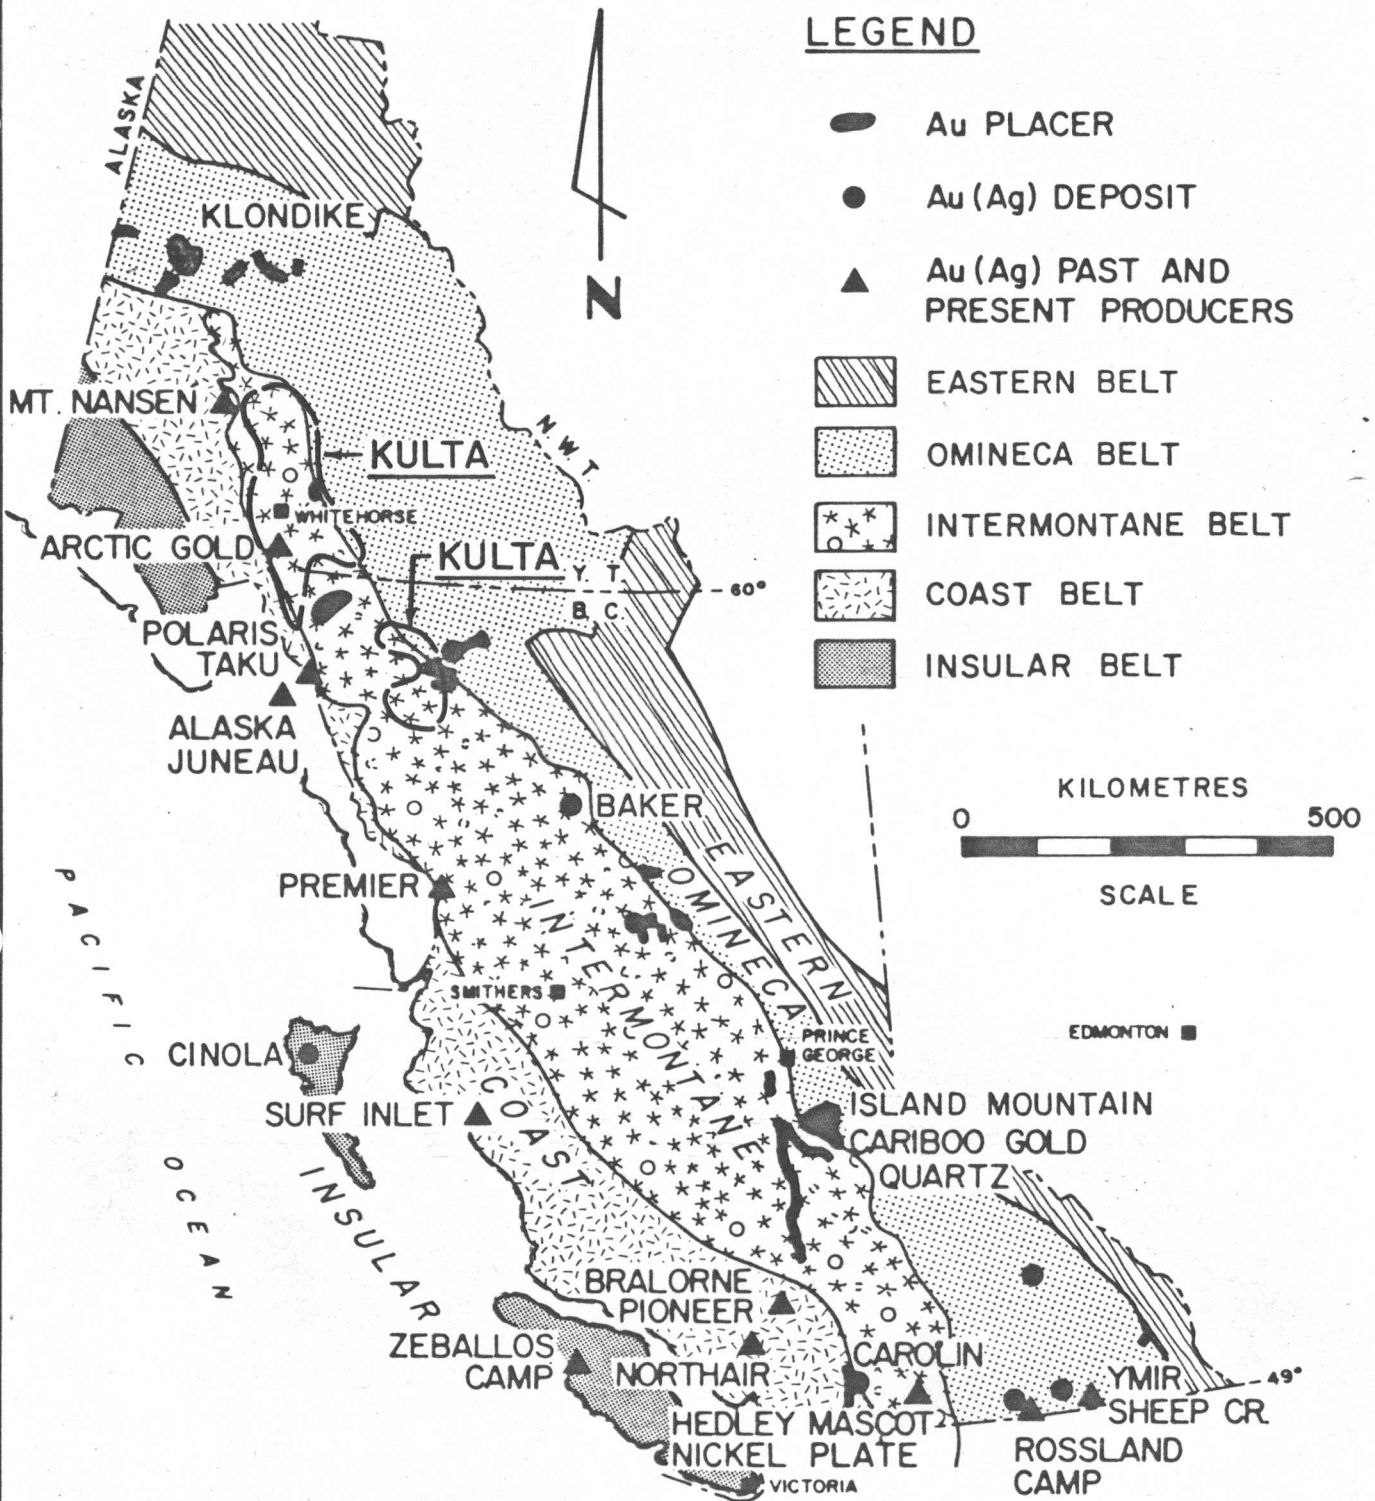 LEGEND
Au PLACER
Au (Ag) DEPOSIT
Au (Ag) PAST AND
PRESENT PRODUCERS
EASTERN BELT
OMINECA BELT
INTERMONTANE BELT
COAST BELT
INSULAR BELT
KILOMETRES
0 500
SCALE
N
ALASKA
KLONDIKE
MT. NANSEN
KULTA
NWT
WHITEHORSE
ARCTIC GOLD
KULTA
Y T
60°
B C
POLARIS
TAKU
ALASKA
JUNEAU
BAKER
PREMIER
EASTERN
OMINECA
INTERMONTANE
PACIFIC
OCEAN
SMITHERS
PRINCE
GEORGE
EDMONTON
CINOLA
SURF INLET
COAST
INSULAR
ISLAND MOUNTAIN
CARIBOO GOLD
QUARTZ
BRALORNE
PIONEER
ZEBALLOS
CAMP
NORTHAIR
CAROLIN
YMIR
SHEEP CR.
49°
HEDLEY MASCOT
NICKEL PLATE
ROSSLAND
CAMP
VICTORIA